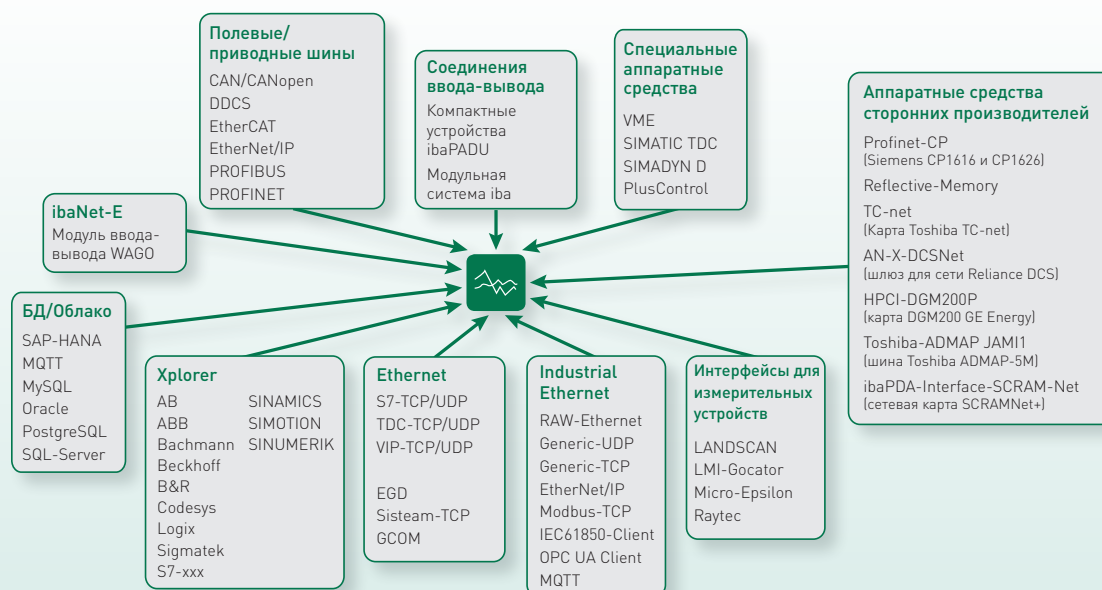 Полевые/
приводные шины
CAN/CANopen
DDCS
EtherCAT
EtherNet/IP
PROFIBUS
PROFINET
Соединения
ввода-вывода
Компактные
устройства
ibaPADU
Модульная
система iba
Специальные
аппаратные
средства
VME
SIMATIC TDC
SIMADYN D
PlusControl
Аппаратные средства
сторонних производителей
Profinet-CP
(Siemens CP1616 и CP1626)
Reflective-Memory
TC-net
(Карта Toshiba TC-net)
AN-X-DCSNet
(шлюз для сети Reliance DCS)
HPCI-DGM200P
(карта DGM200 GE Energy)
Toshiba-ADMAP JAMI1
(шина Toshiba ADMAP-5M)
ibaPDA-Interface-SCRAM-Net
(сетевая карта SCRAMNet+)
ibaNet-E
Модуль ввода-
вывода WAGO
БД/Облако
SAP-HANA
MQTT
MySQL
Oracle
PostgreSQL
SQL-Server
Xplorer
AB
ABB
Bachmann
Beckhoff
B&R
Codesys
Logix
Sigmatek
S7-xxx
SINAMICS
SIMOTION
SINUMERIK
Ethernet
S7-TCP/UDP
TDC-TCP/UDP
VIP-TCP/UDP
EGD
Sisteam-TCP
GCOM
Industrial
Ethernet
RAW-Ethernet
Generic-UDP
Generic-TCP
EtherNet/IP
Modbus-TCP
IEC61850-Client
OPC UA Client
MQTT
Интерфейсы для
измерительных
устройств
LANDSCAN
LMI-Gocator
Micro-Epsilon
Raytec